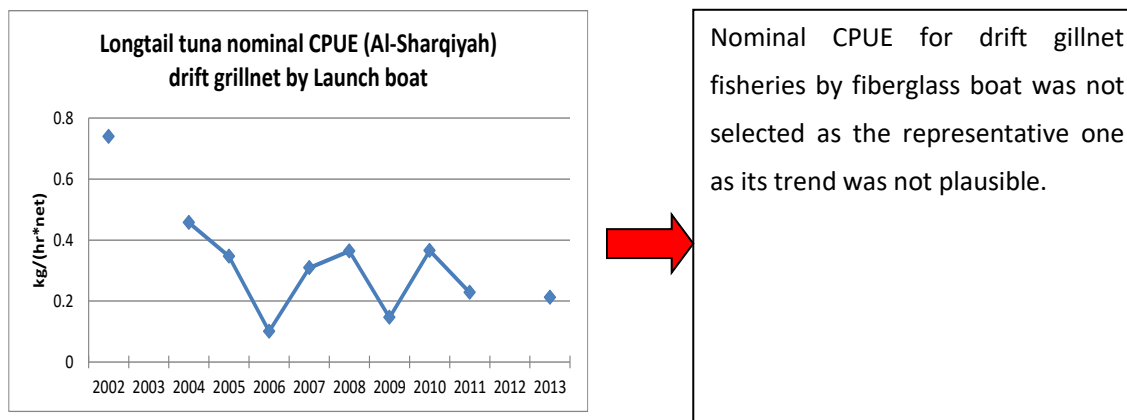 Longtail tuna nominal CPUE (Al-Sharqiyah)
drift grillnet by Launch boat
0.8
0.6
0.4
0.2
0
kg/(hr*net)
2002 2003 2004 2005 2006 2007 2008 2009 2010 2011 2012 2013
Nominal CPUE for drift gillnet
fisheries by fiberglass boat was not
selected as the representative one
as its trend was not plausible.